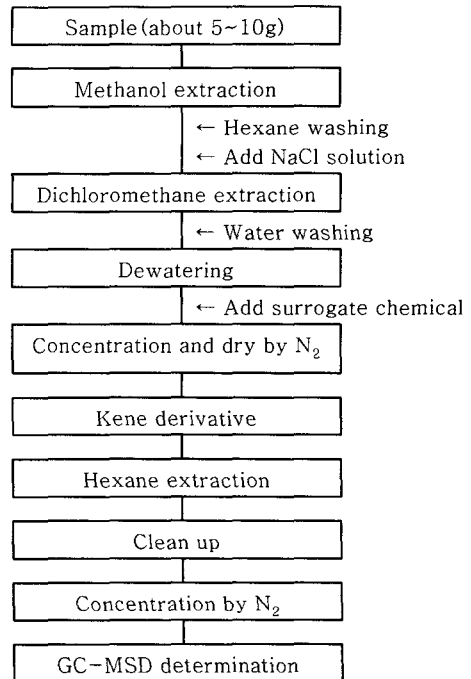 Sample(about 5~10g)
Methanol extraction
← Hexane washing
← Add NaCl solution
Dichloromethane extraction
← Water washing
Dewatering
← Add surrogate chemical
Concentration and dry by N₂
Kene derivative
Hexane extraction
Clean up
Concentration by N₂
GC-MSD determination